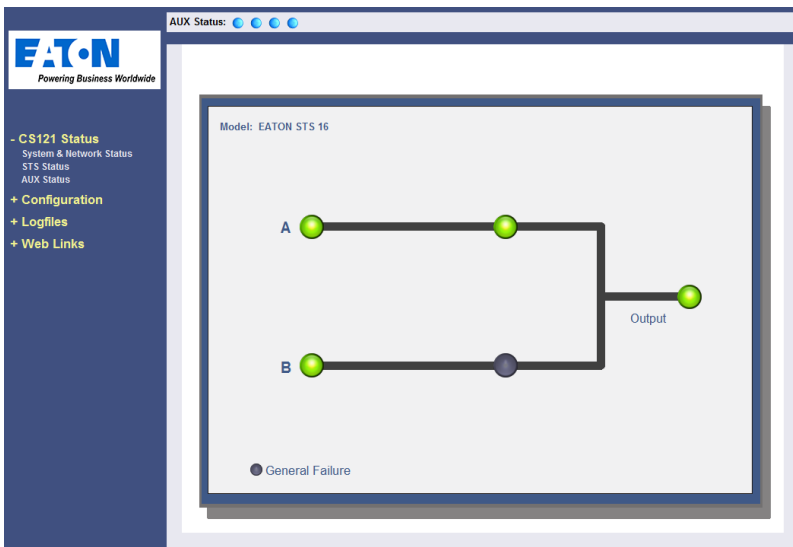 AUX Status:
EATON
Powering Business Worldwide
- CS121 Status
System & Network Status
STS Status
AUX Status
+ Configuration
+ Logfiles
+ Web Links
Model: EATON STS 16
A
Output
B
General Failure